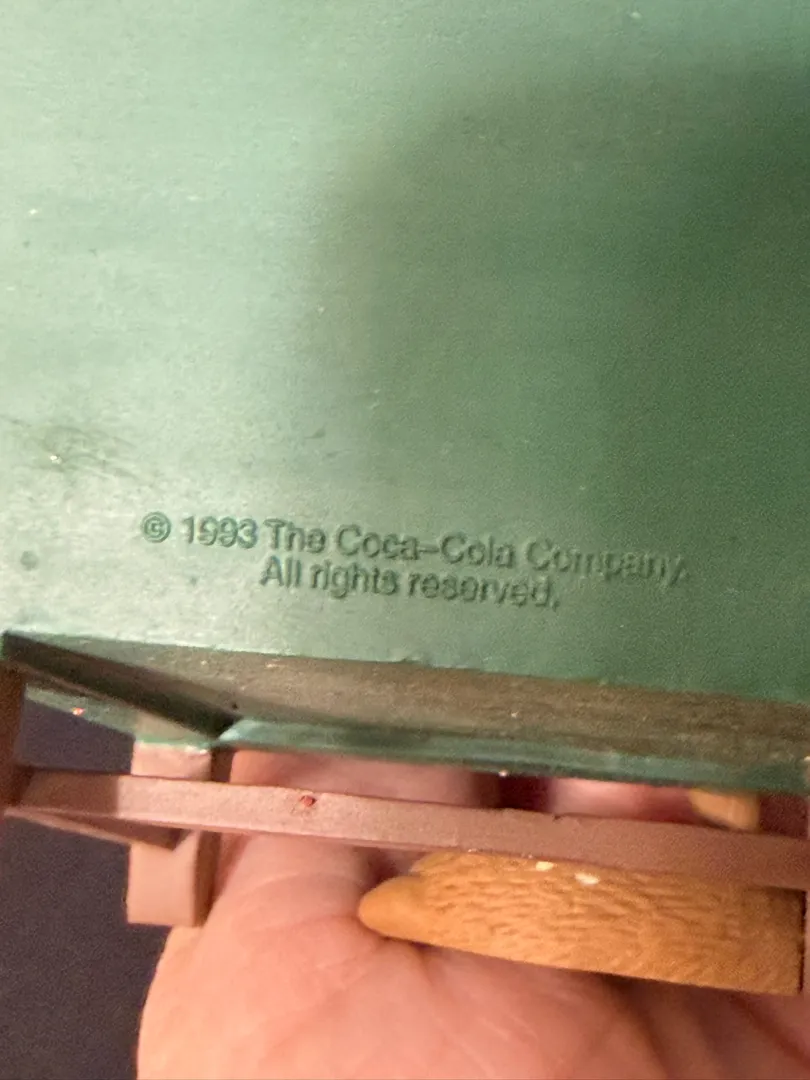 © 1993 The Coca-Cola Company.
All rights reserved.